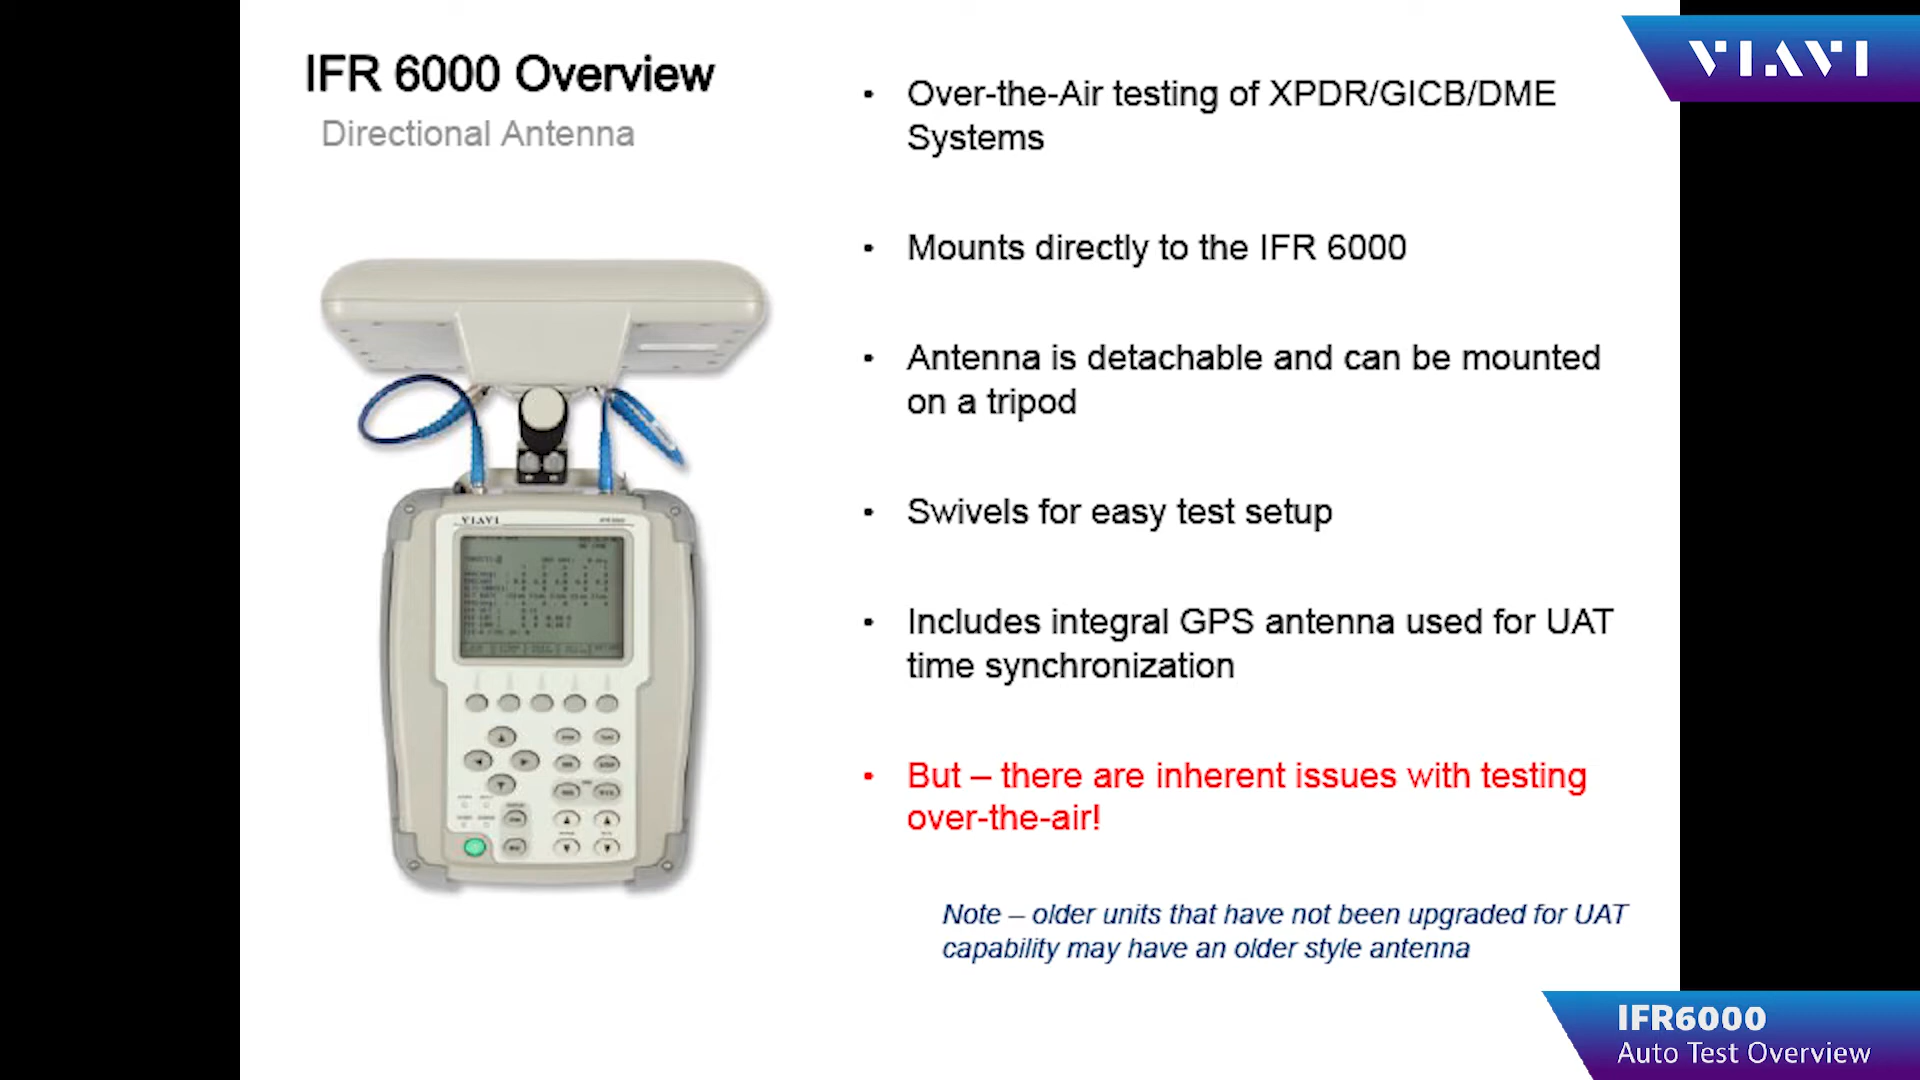 VIAVI
IFR 6000 Overview
Directional Antenna
• Over-the-Air testing of XPDR/GICB/DME
Systems
• Mounts directly to the IFR 6000
• Antenna is detachable and can be mounted
on a tripod
• Swivels for easy test setup
• Includes integral GPS antenna used for UAT
time synchronization
• But – there are inherent issues with testing
over-the-air!
Note – older units that have not been upgraded for UAT
capability may have an older style antenna
VIAVI
IFR6000
Auto Test Overview